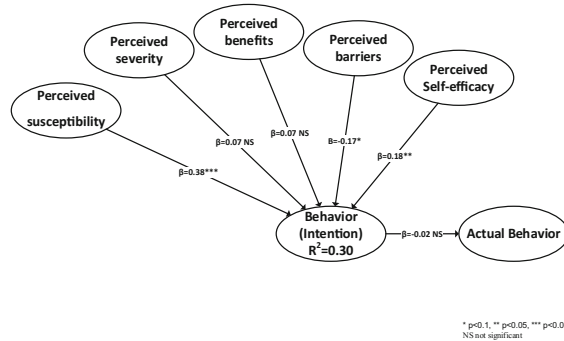 Perceived
benefits
Perceived
severity
Perceived
barriers
Perceived
Self-efficacy
Perceived
susceptibility
β=0.07 NS
β=0.07 NS
B=-0.17*
β=0.18**
β=0.38***
Behavior
(Intention)
R²=0.30
β=-0.02 NS
Actual Behavior
* p<0.1, ** p<0.05, *** p<0.0
NS not significant